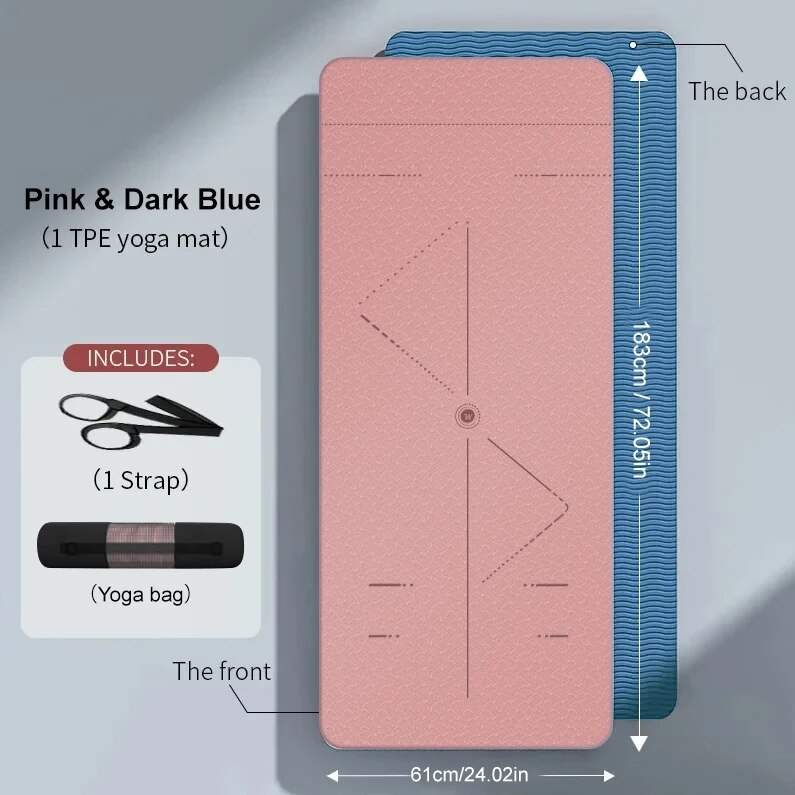 The back
Pink & Dark Blue
（1 TPE yoga mat）
INCLUDES:
（1 Strap）
（Yoga bag）
183cm / 72.05in
The front
61cm/24.02in